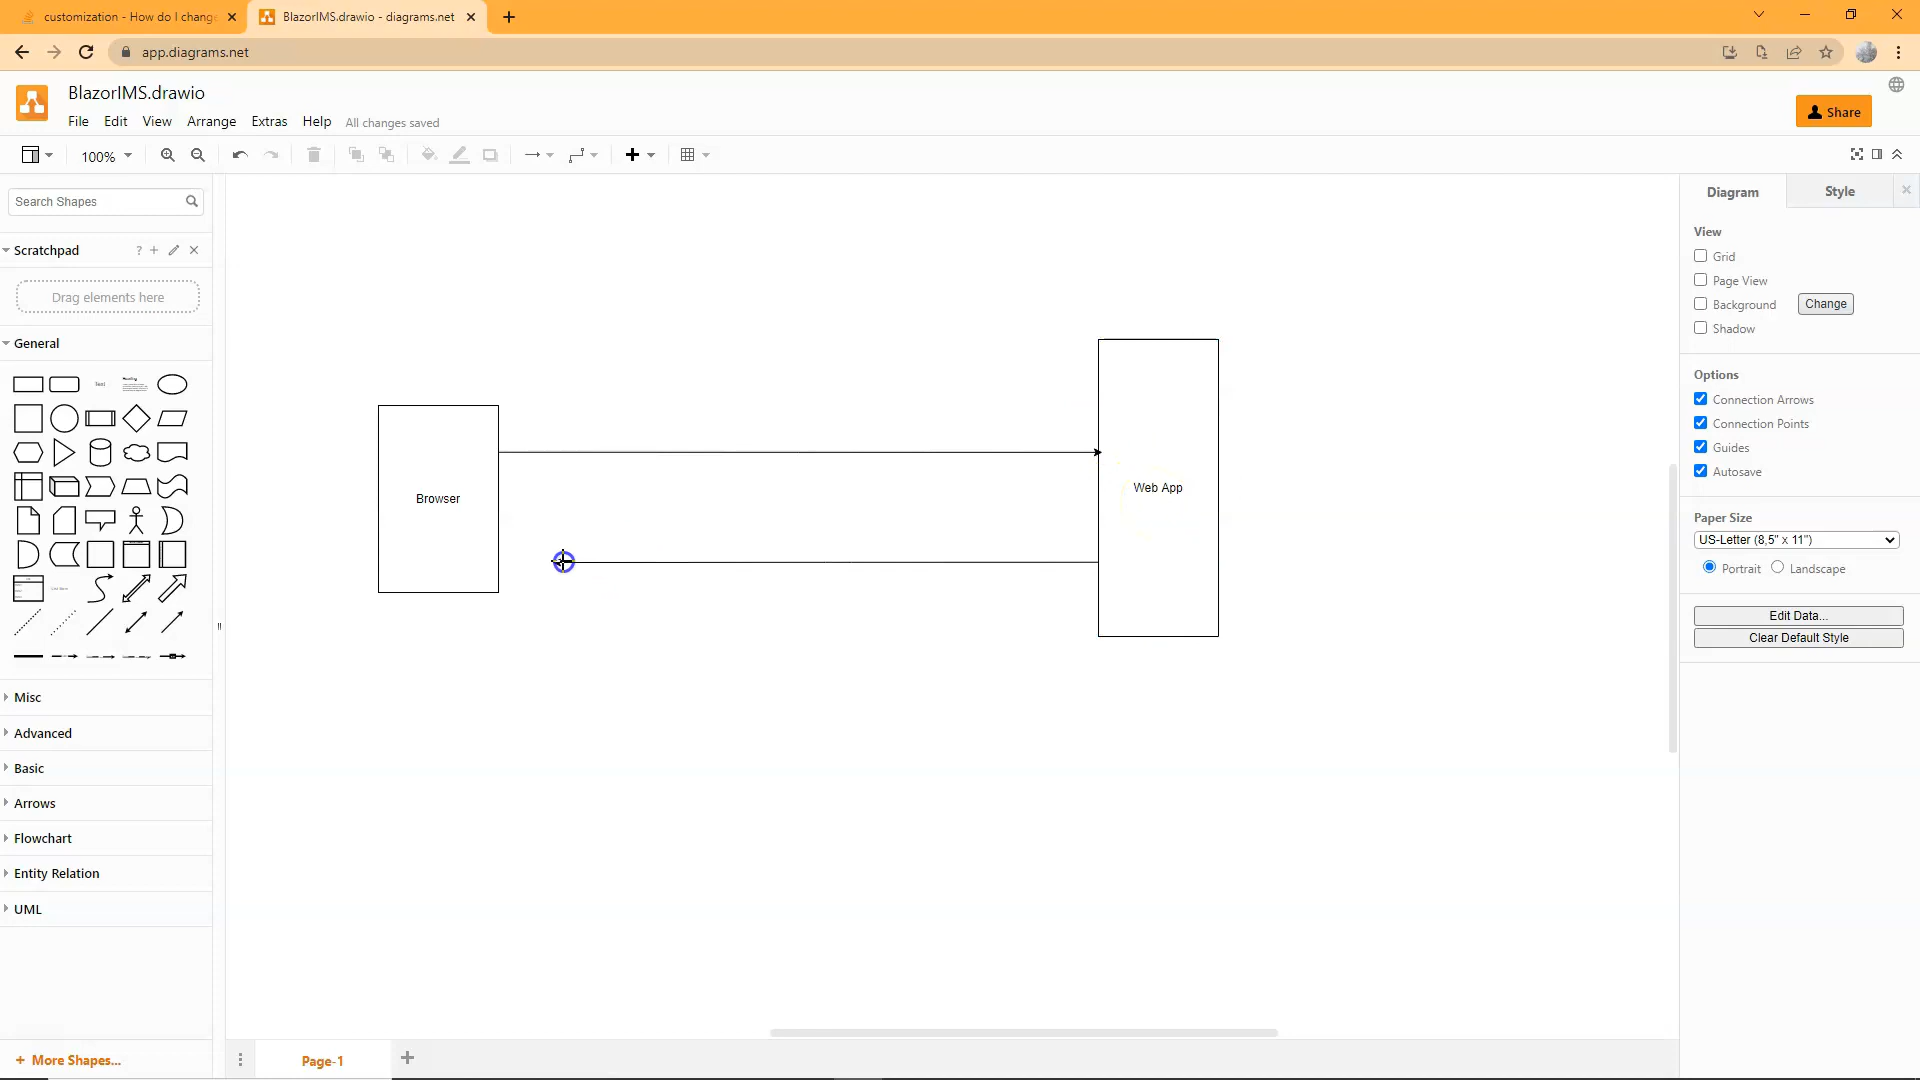 customization - How do I change
BlazorIMS.drawio - diagrams.net
app.diagrams.net
BlazorIMS.drawio
File Edit View Arrange Extras Help All changes saved
Share
100%
Search Shapes
Scratchpad
?
Drag elements here
General
Text
Heading
Misc
Advanced
Basic
Arrows
Flowchart
Entity Relation
UML
+ More Shapes...
Browser
Web App
Page-1
Diagram Style
View
Grid
Page View
Background Change
Shadow
Options
Connection Arrows
Connection Points
Guides
Autosave
Paper Size
US-Letter (8,5" x 11")
Portrait Landscape
Edit Data...
Clear Default Style